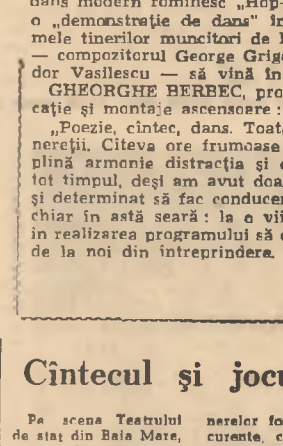 dans modern românesc „Hop-
o „demonstrație de dans" în
mele tinerilor muncitori de l
— compozitorul George Grig
dor Vasilescu — să vină în
GHEORGHE BERBEC, pro
cație și montaje ascensoare :
„Poezie, cîntec, dans. Toat
nereții. Cîteva ore frumoase
plină armonie distracția și e
tot timpul, deși am avut doa
și determinat să fac conducer
chiar în astă seară : la o vii
în realizarea programului să
de la noi din întreprindere.
Cîntecul și jocu
Pe scena Teatrului
de stat din Baia Mare,
nerelor fo
curente, c